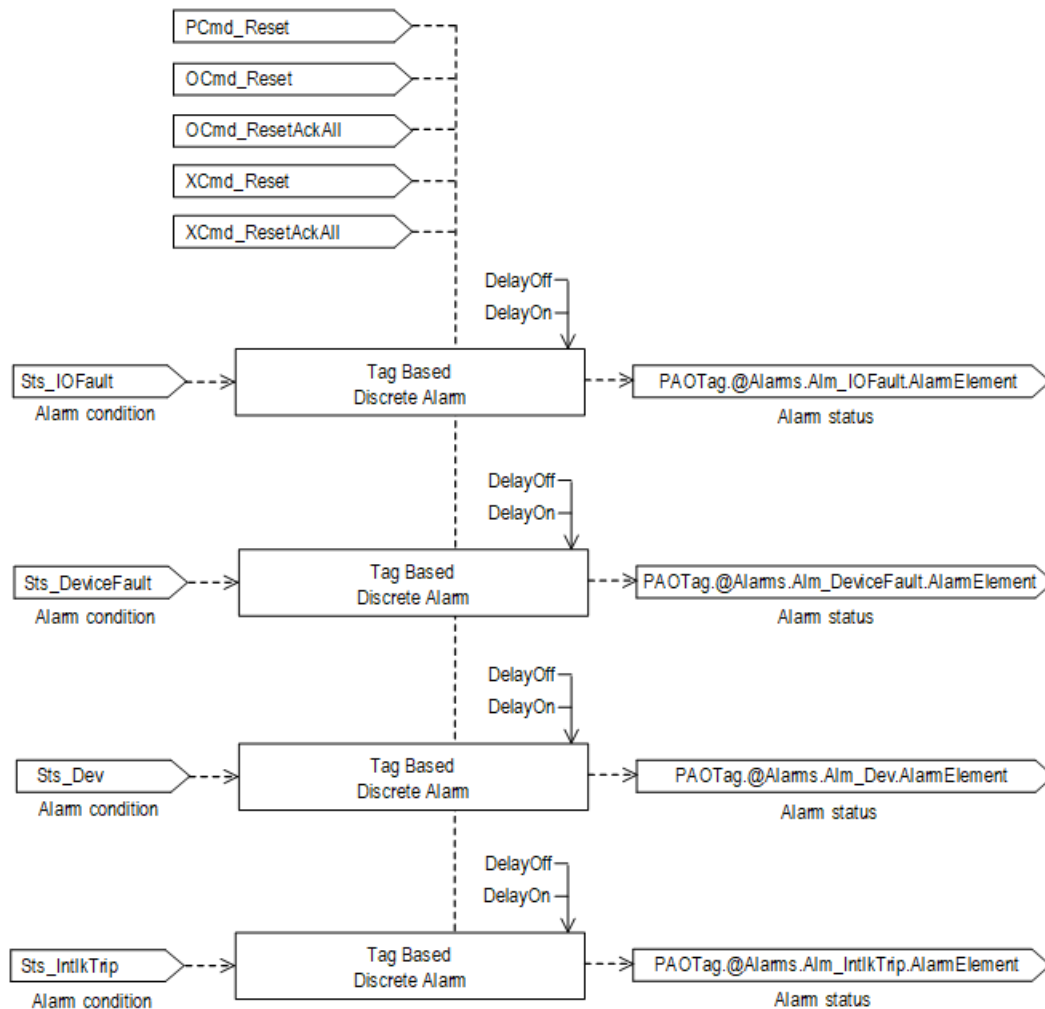 PCmd_Reset
OCmd_Reset
OCmd_ResetAckAll
XCmd_Reset
XCmd_ResetAckAll
DelayOff
DelayOn
Sts_IOFault
Alarm condition
Tag Based
Discrete Alarm
PAOTag.@Alarms.Alm_IOFault.AlarmElement
Alarm status
DelayOff
DelayOn
Sts_DeviceFault
Alarm condition
Tag Based
Discrete Alarm
PAOTag.@Alarms.Alm_DeviceFault.AlarmElement
Alarm status
DelayOff
DelayOn
Sts_Dev
Alarm condition
Tag Based
Discrete Alarm
PAOTag.@Alarms.Alm_Dev.AlarmElement
Alarm status
DelayOff
DelayOn
Sts_IntlkTrip
Alarm condition
Tag Based
Discrete Alarm
PAOTag.@Alarms.Alm_IntlkTrip.AlarmElement
Alarm status